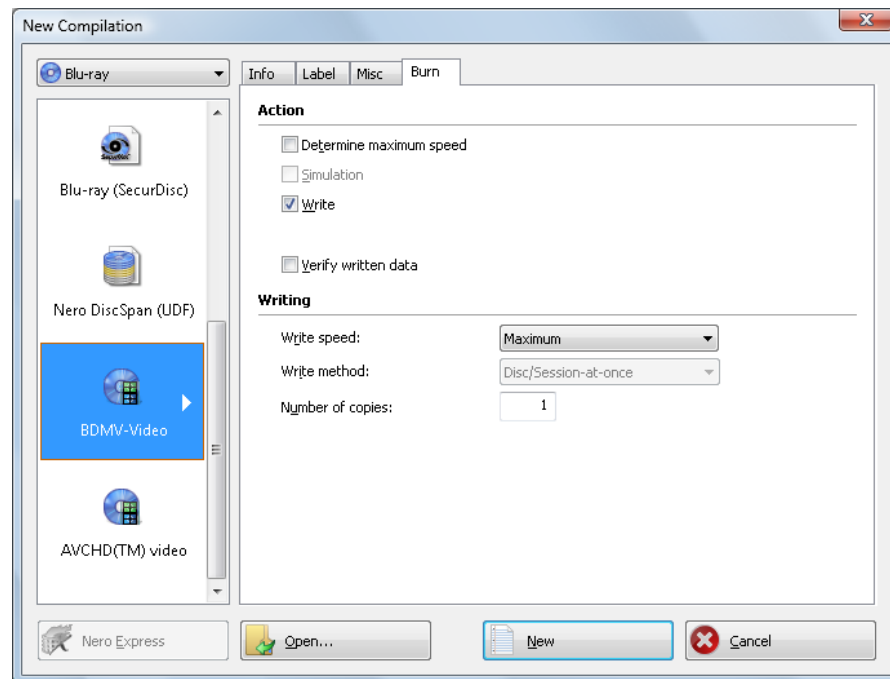 New Compilation
Blu-ray
Info Label Misc Burn
Action
Determine maximum speed
Simulation
Write
Verify written data
Writing
Write speed: Maximum
Write method: Disc/Session-at-once
Number of copies: 1
SecurDisc
Blu-ray (SecurDisc)
Nero DiscSpan (UDF)
BDMV-Video
AVCHD(TM) video
Nero Express
Open...
New
Cancel